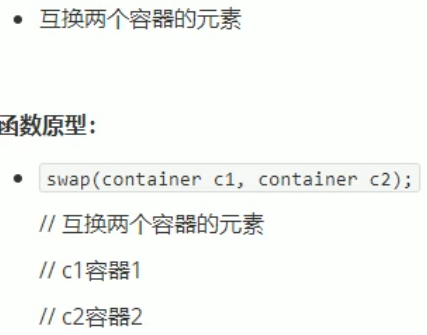 互换两个容器的元素
函数原型：
swap(container c1, container c2);
// 互换两个容器的元素
// c1容器1
// c2容器2